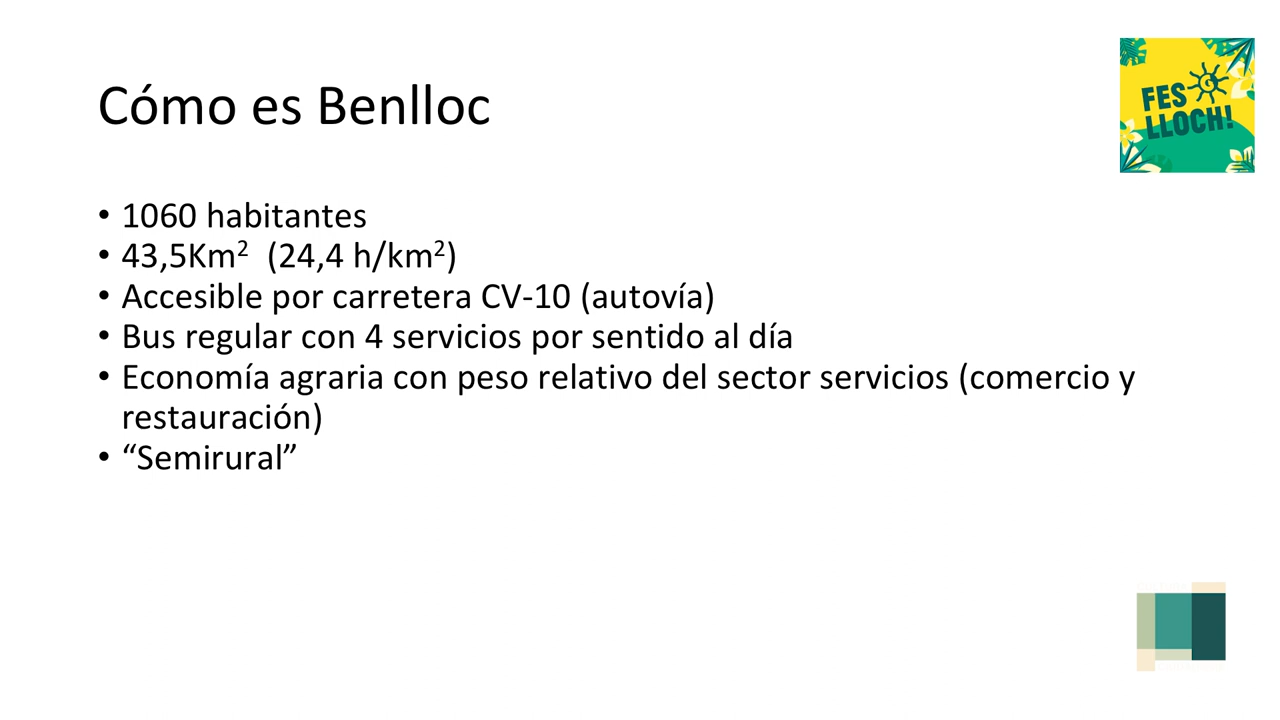 Cómo es Benlloc
FES
LLOCH!
• 1060 habitantes
• 43,5Km² (24,4 h/km²)
• Accesible por carretera CV-10 (autovía)
• Bus regular con 4 servicios por sentido al día
• Economía agraria con peso relativo del sector servicios (comercio y
restauración)
• “Semirural”